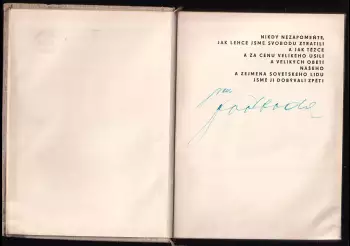 NIKDY NEZAPOMEŇTE,
JAK LEHCE JSME SVOBODU ZTRATILI
A JAK TĚŽCE
A ZA CENU VELIKÉHO ÚSILÍ
A VELIKÝCH OBĚTÍ
NAŠEHO
A ZEJMÉNA SOVĚTSKÉHO LIDU
JSME JI DOBÝVALI ZPĚT!
Svoboda